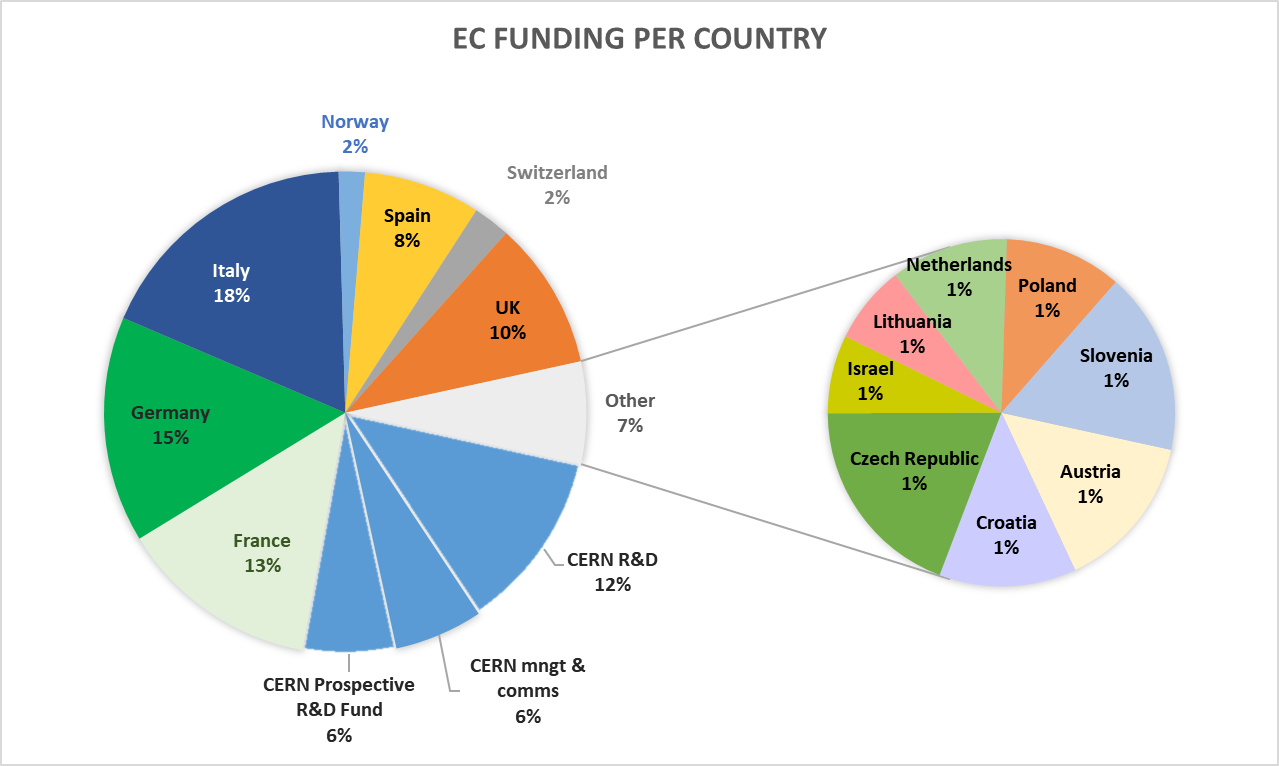 EC FUNDING PER COUNTRY
Norway
2%
Switzerland
2%
Spain
8%
Italy
18%
UK
10%
Germany
15%
Other
7%
France
13%
CERN R&D
12%
CERN mngt &
comms
6%
CERN Prospective
R&D Fund
6%
Netherlands
1%
Poland
1%
Lithuania
1%
Slovenia
1%
Israel
1%
Czech Republic
1%
Austria
1%
Croatia
1%